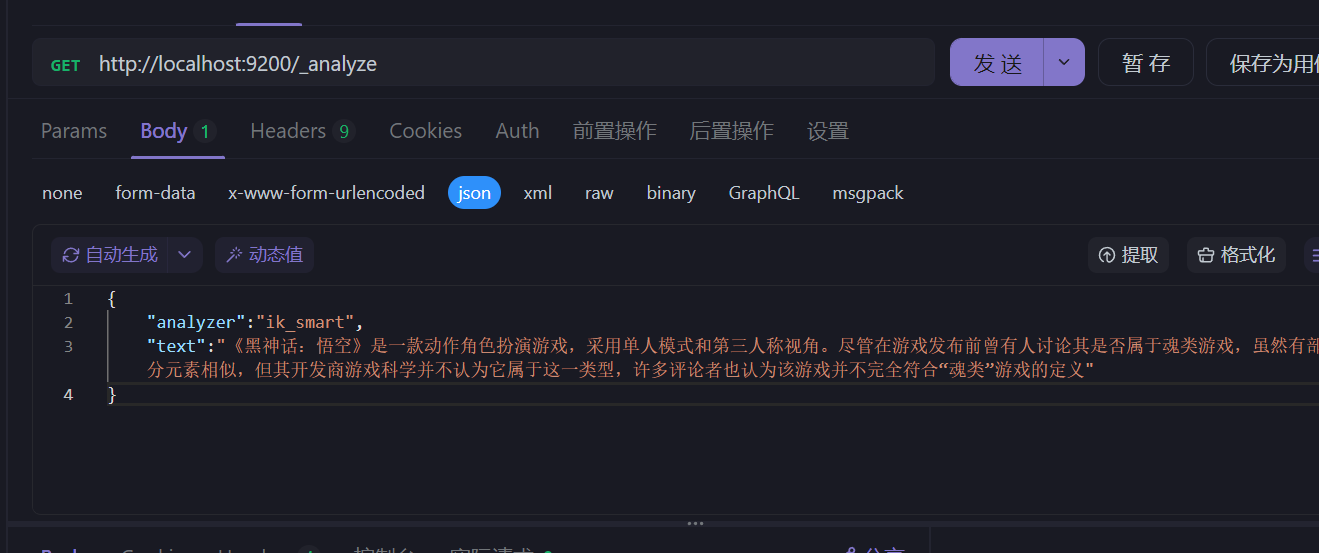 GET http://localhost:9200/_analyze 发 送 暂 存 保存为用
Params Body 1 Headers 9 Cookies Auth 前置操作 后置操作 设置
none form-data x-www-form-urlencoded json xml raw binary GraphQL msgpack
自动生成 动态值 提取 格式化
1 {
2 "analyzer":"ik_smart",
3 "text":"《黑神话：悟空》是一款动作角色扮演游戏，采用单人模式和第三人称视角。尽管在游戏发布前曾有人讨论其是否属于魂类游戏，虽然有部
分元素相似，但其开发商游戏科学并不认为它属于这一类型，许多评论者也认为该游戏并不完全符合“魂类”游戏的定义"
4 }